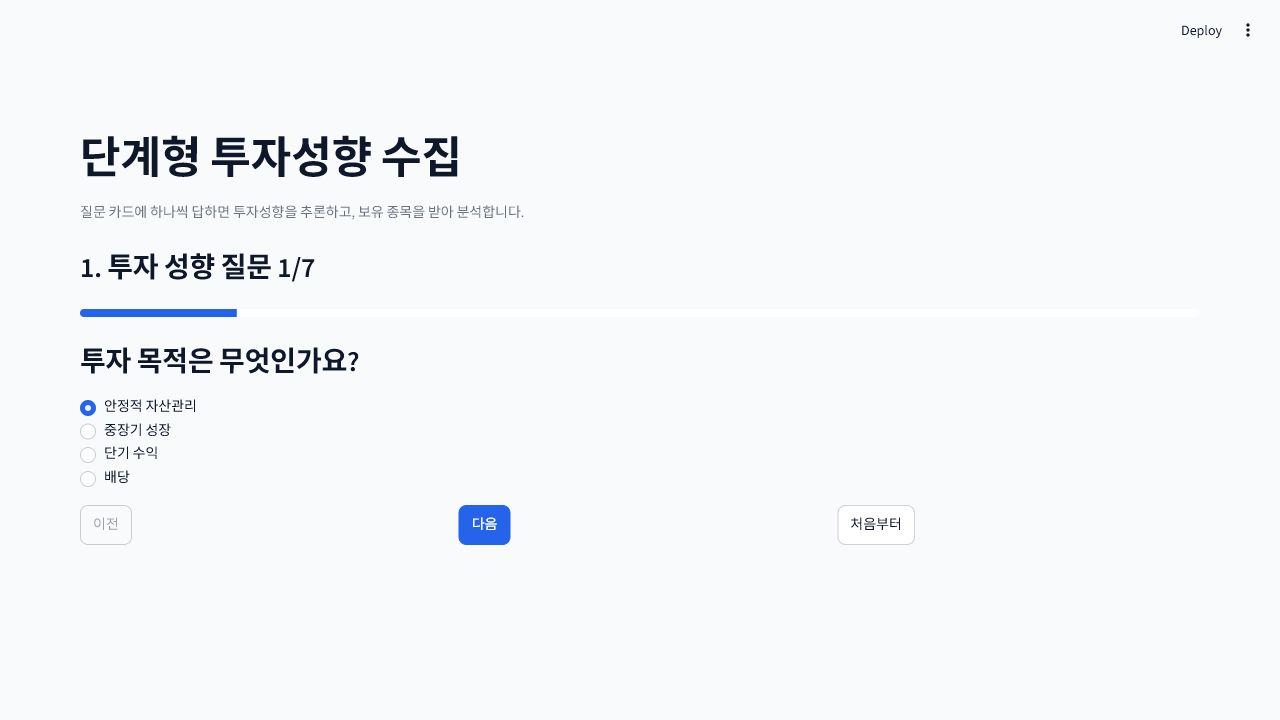 Deploy
단계형 투자성향 수집
질문 카드에 하나씩 답하면 투자성향을 추론하고, 보유 종목을 받아 분석합니다.
1. 투자 성향 질문 1/7
투자 목적은 무엇인가요?
안정적 자산관리
중장기 성장
단기 수익
배당
이전
다음
처음부터